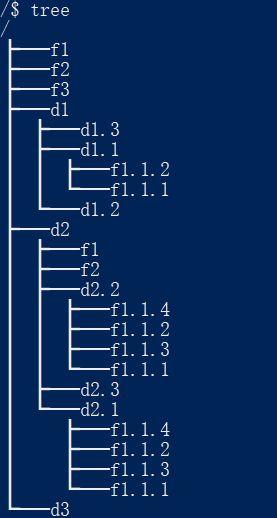 /$ tree
/
├──f1
├──f2
├──f3
├──d1
│  ├──d1.3
│  ├──d1.1
│  │  ├──f1.1.2
│  │  └──f1.1.1
│  └──d1.2
├──d2
│  ├──f1
│  ├──f2
│  ├──d2.2
│  │  ├──f1.1.4
│  │  ├──f1.1.2
│  │  ├──f1.1.3
│  │  └──f1.1.1
│  ├──d2.3
│  └──d2.1
│     ├──f1.1.4
│     ├──f1.1.2
│     ├──f1.1.3
│     └──f1.1.1
└──d3